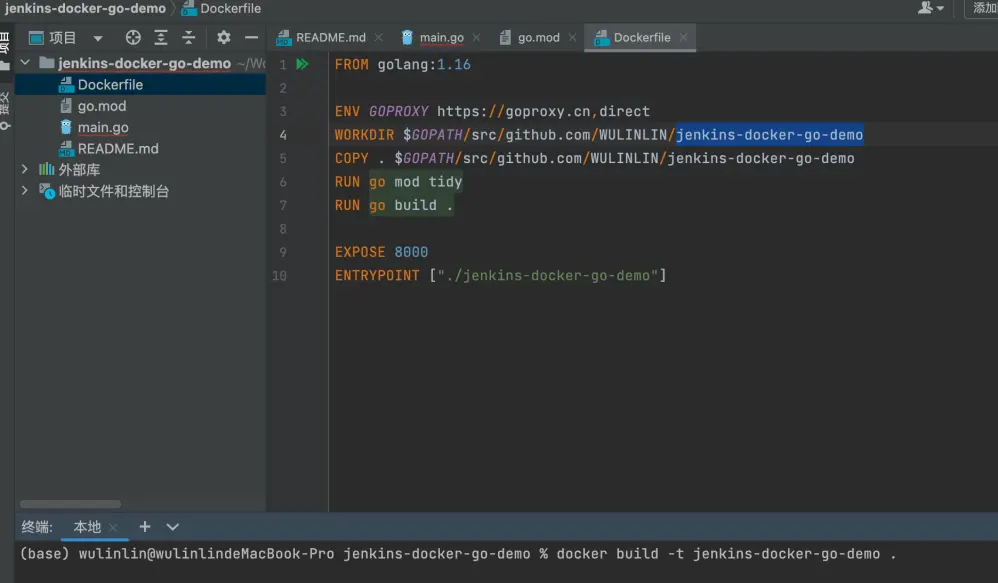 jenkins-docker-go-demo 〉 Dockerfile
添加
项目
README.md
main.go
go.mod
Dockerfile
项目
提交
jenkins-docker-go-demo ~/Wo
Dockerfile
go.mod
main.go
README.md
外部库
临时文件和控制台
1 FROM golang:1.16
2
3 ENV GOPROXY https://goproxy.cn,direct
4 WORKDIR $GOPATH/src/github.com/WULINLIN/jenkins-docker-go-demo
5 COPY . $GOPATH/src/github.com/WULINLIN/jenkins-docker-go-demo
6 RUN go mod tidy
7 RUN go build .
8
9 EXPOSE 8000
10 ENTRYPOINT ["./jenkins-docker-go-demo"]
终端: 本地 × +
(base) wulinlin@wulinlindeMacBook-Pro jenkins-docker-go-demo % docker build -t jenkins-docker-go-demo .